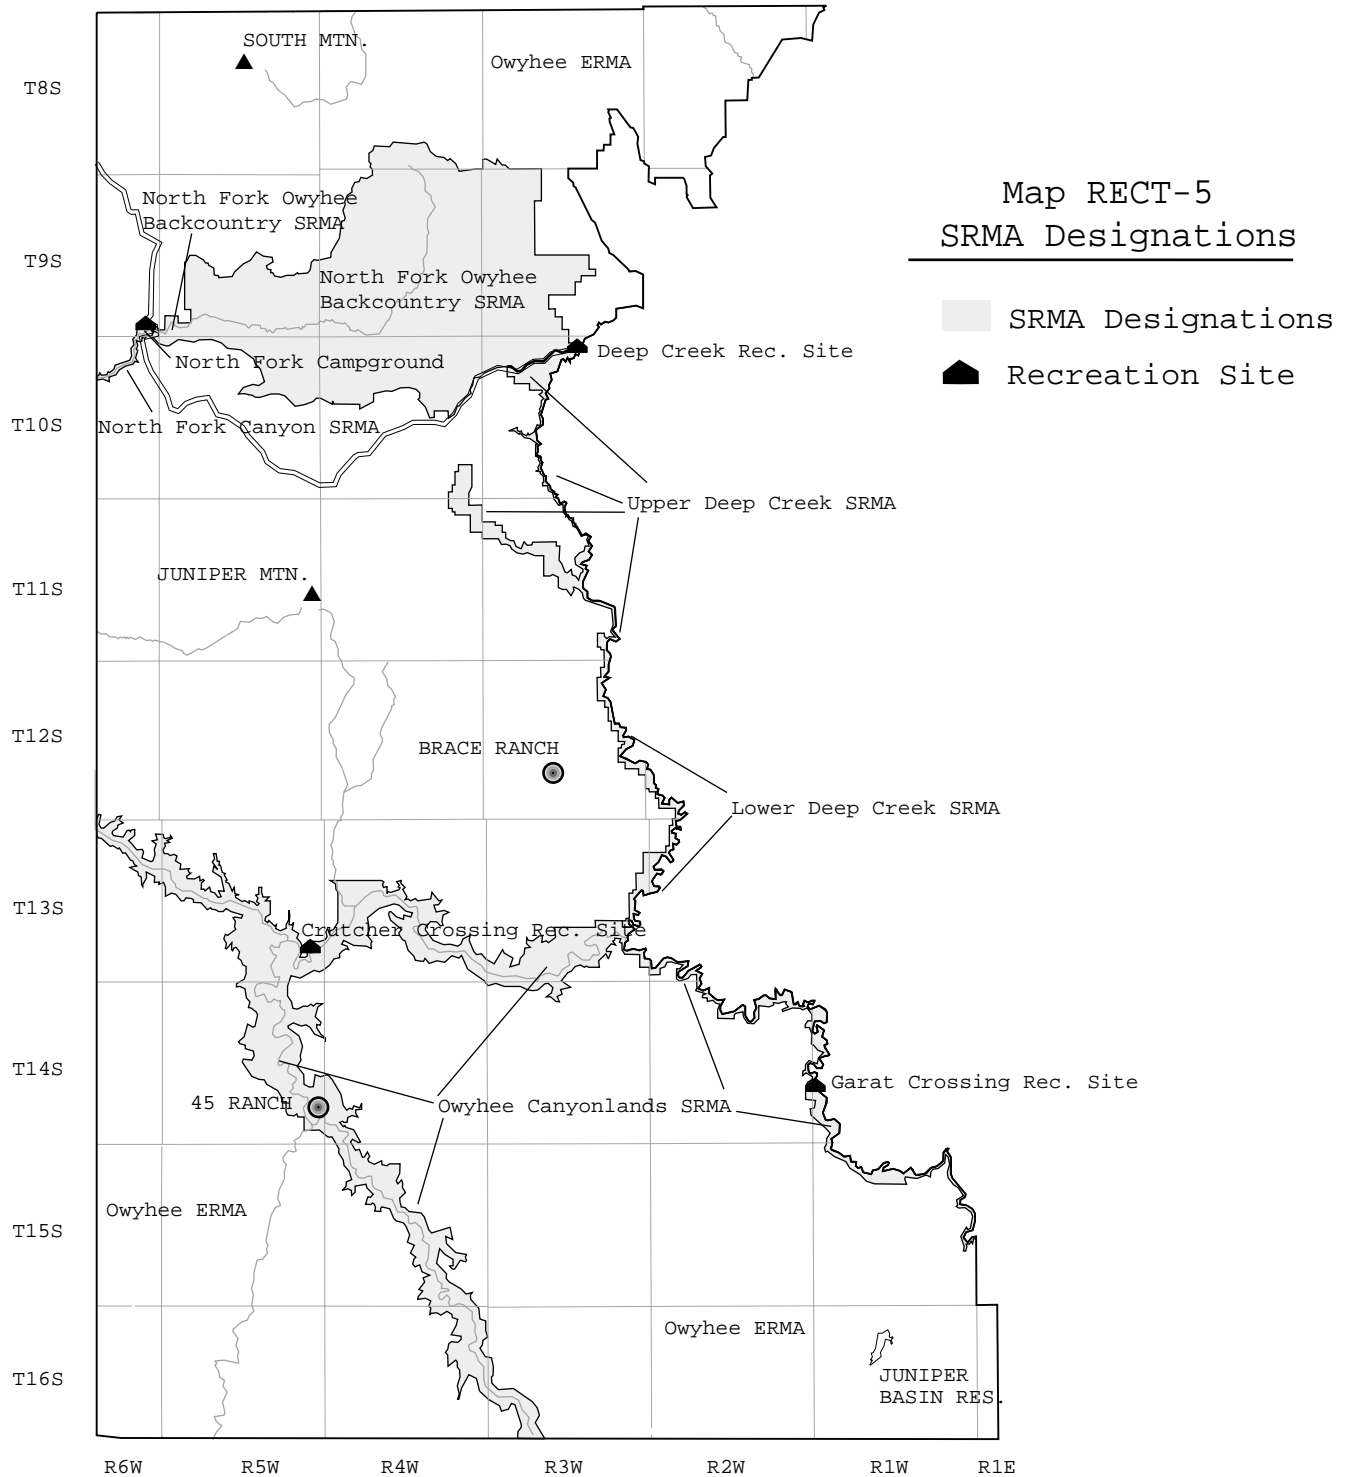 SOUTH MTN.
Owyhee ERMA
T8S
Map RECT-5
SRMA Designations
North Fork Owyhee
Backcountry SRMA
T9S
North Fork Owyhee
Backcountry SRMA
SRMA Designations
Recreation Site
Deep Creek Rec. Site
North Fork Campground
T10S
North Fork Canyon SRMA
Upper Deep Creek SRMA
JUNIPER MTN.
T11S
T12S
BRACE RANCH
Lower Deep Creek SRMA
T13S
Crutcher Crossing Rec. Site
T14S
Garat Crossing Rec. Site
45 RANCH
Owyhee Canyonlands SRMA
Owyhee ERMA
T15S
Owyhee ERMA
T16S
JUNIPER
BASIN RES.
R6W R5W R4W R3W R2W R1W R1E